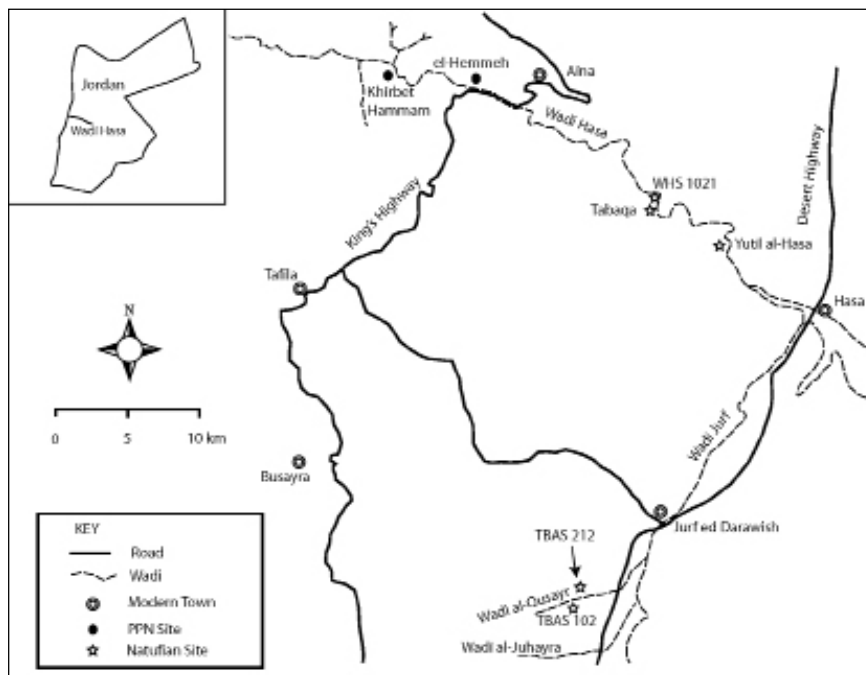 Jordan
Wadi Hasa
el-Hemmeh
Aina
Khirbet
Hammam
Wadi Hasa
Desert Highway
WHS 1021
King's Highway
Tabaqa
Yutil al-Hasa
Tafila
Hasa
N
0 5 10 km
Wadi Jurf
Busayra
Jurf ed Darawish
KEY
Road
Wadi
Modern Town
PPN Site
Natufian Site
TBAS 212
Wadi al-Qusayr
TBAS 102
Wadi al-Juhayra